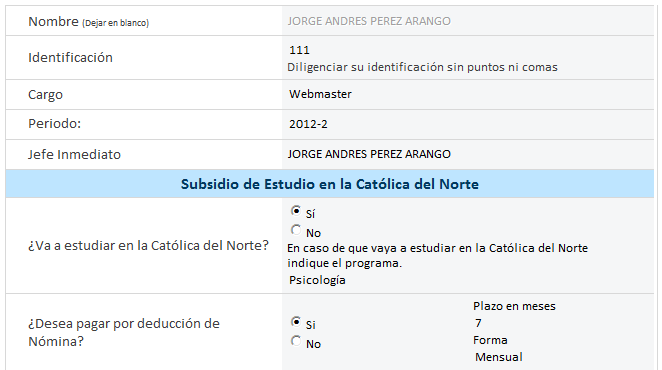 Nombre (Dejar en blanco) JORGE ANDRES PEREZ ARANGO
Identificación 111
Diligenciar su identificación sin puntos ni comas
Cargo Webmaster
Periodo: 2012-2
Jefe Inmediato JORGE ANDRES PEREZ ARANGO
Subsidio de Estudio en la Católica del Norte
¿Va a estudiar en la Católica del Norte? Sí
No
En caso de que vaya a estudiar en la Católica del Norte
indique el programa.
Psicología
¿Desea pagar por deducción de
Nómina?
Si
No
Plazo en meses
7
Forma
Mensual